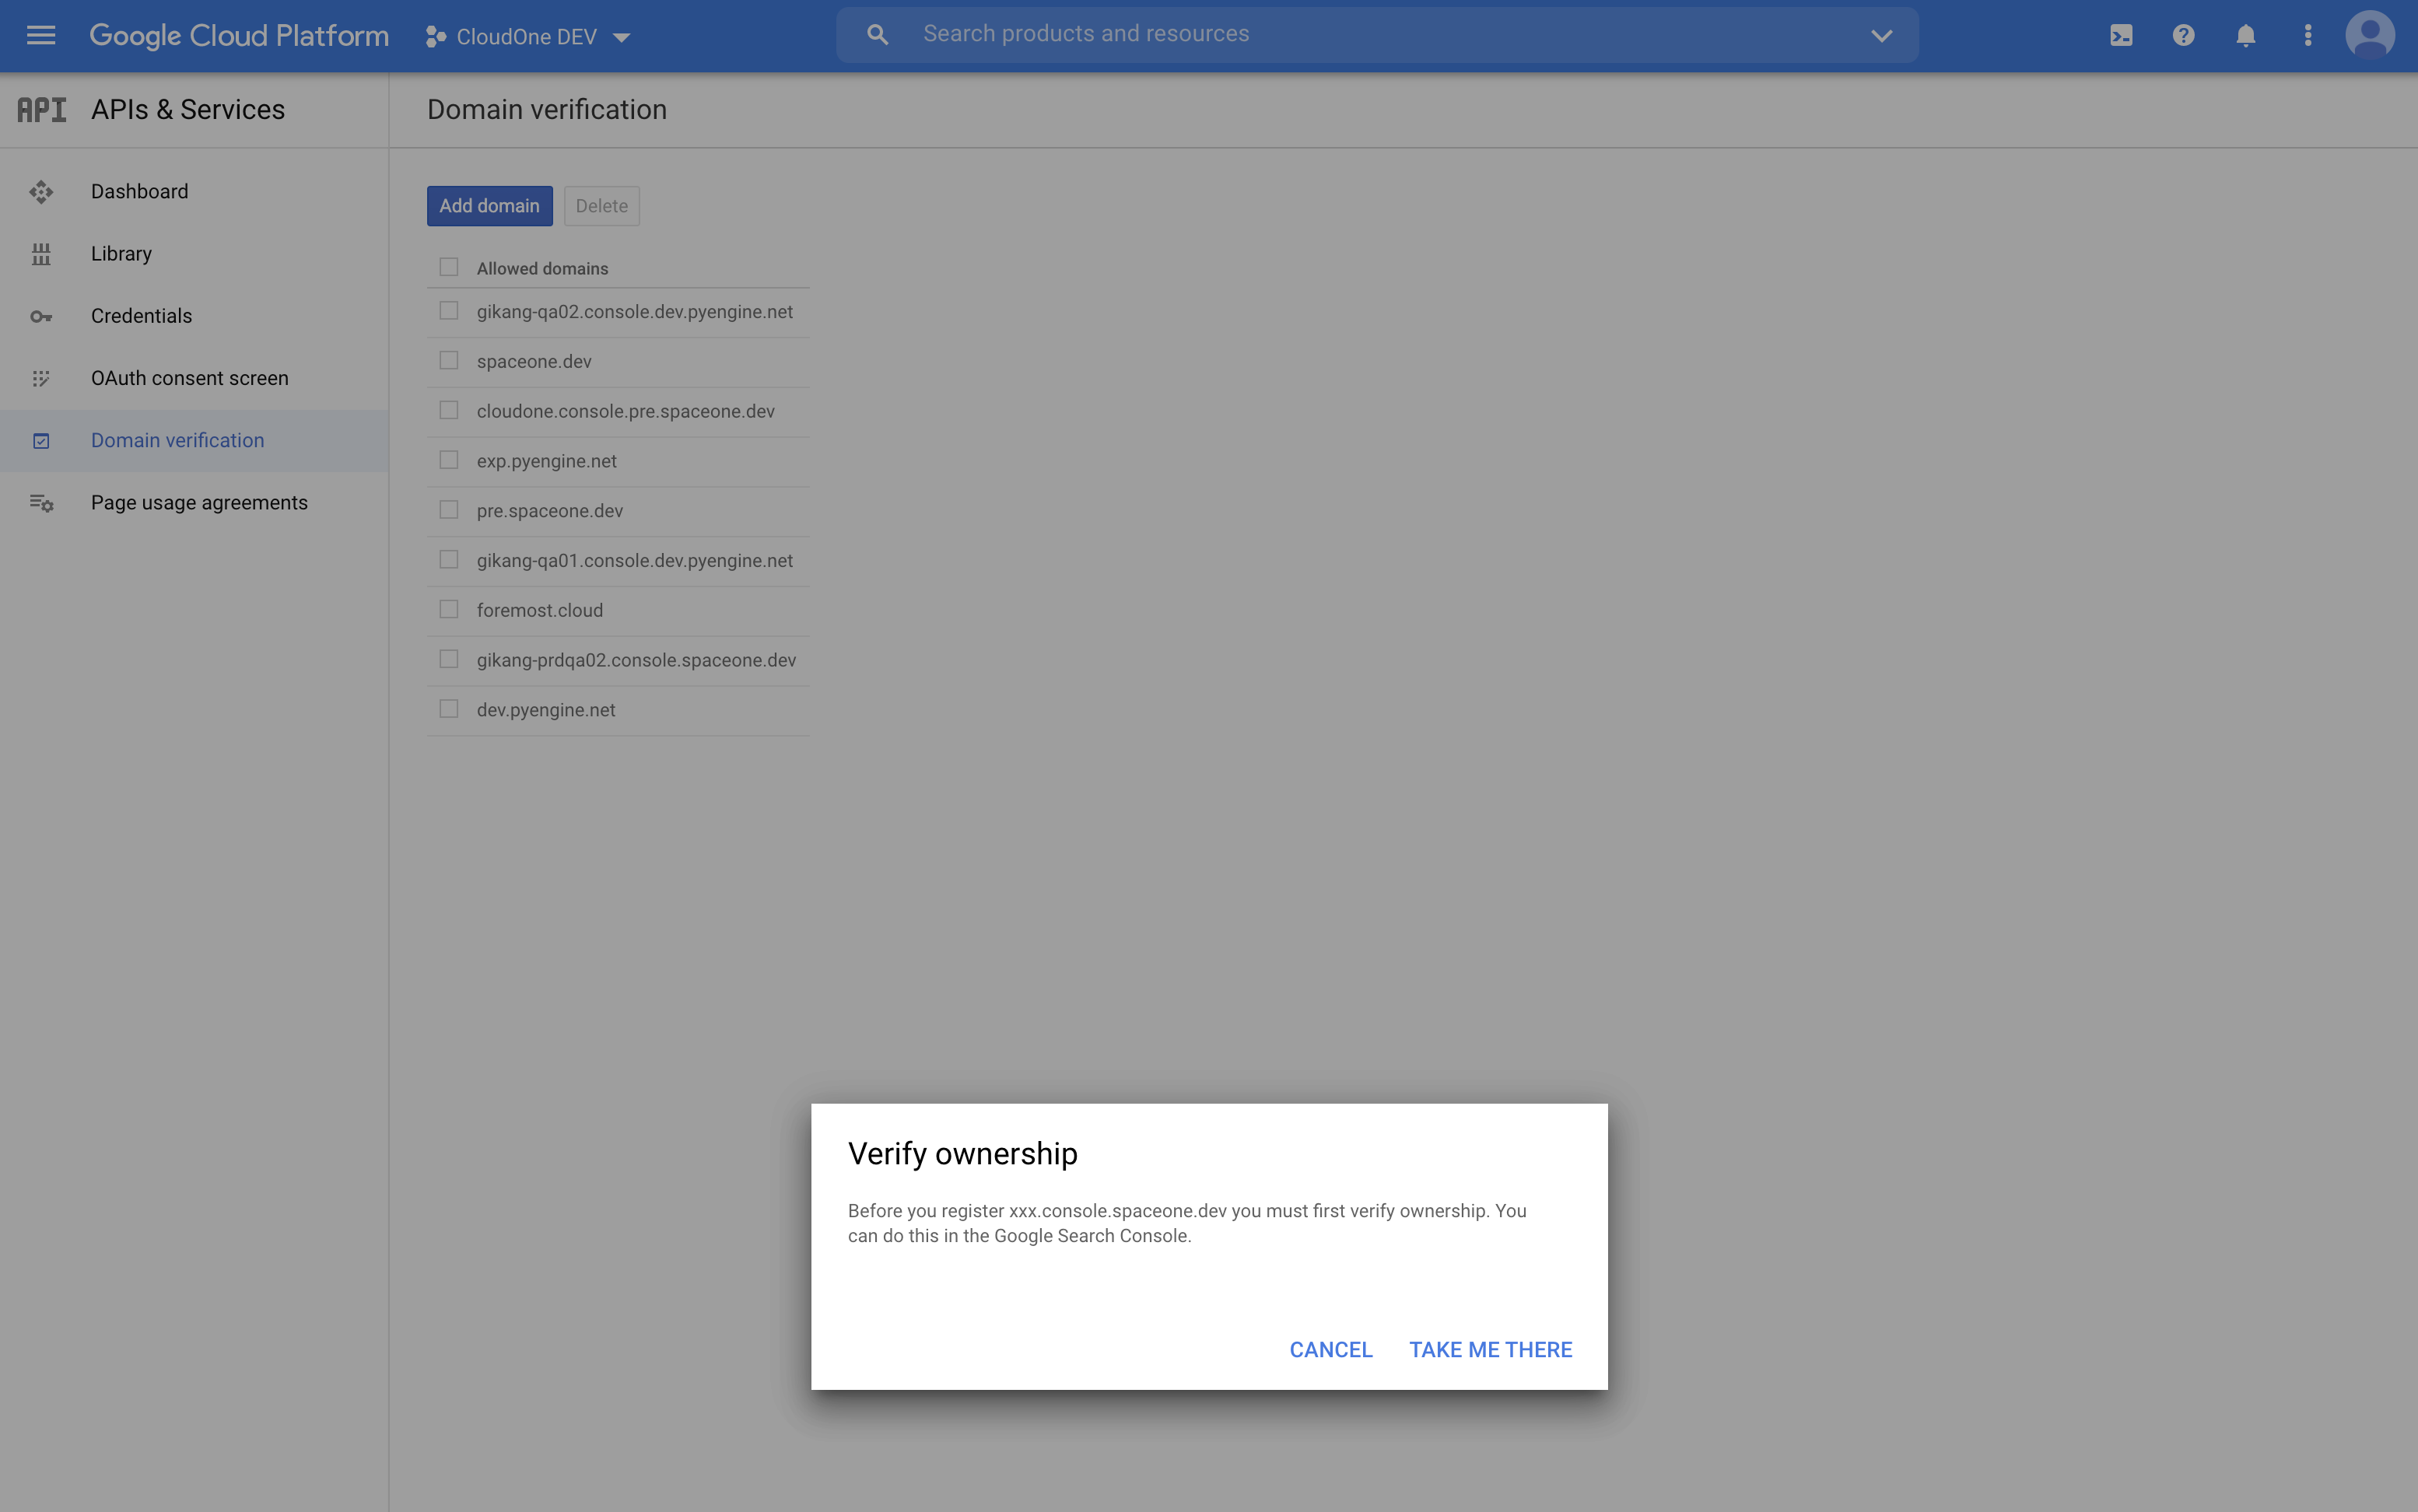 Google Cloud Platform
CloudOne DEV
Search products and resources
API
APIs & Services
Domain verification
Dashboard
Library
Credentials
OAuth consent screen
Domain verification
Page usage agreements
Add domain
Delete
Allowed domains
gikang-qa02.console.dev.pyengine.net
spaceone.dev
cloudone.console.pre.spaceone.dev
exp.pyengine.net
pre.spaceone.dev
gikang-qa01.console.dev.pyengine.net
foremost.cloud
gikang-prdqa02.console.spaceone.dev
dev.pyengine.net
Verify ownership
Before you register xxx.console.spaceone.dev you must first verify ownership. You
can do this in the Google Search Console.
CANCEL
TAKE ME THERE